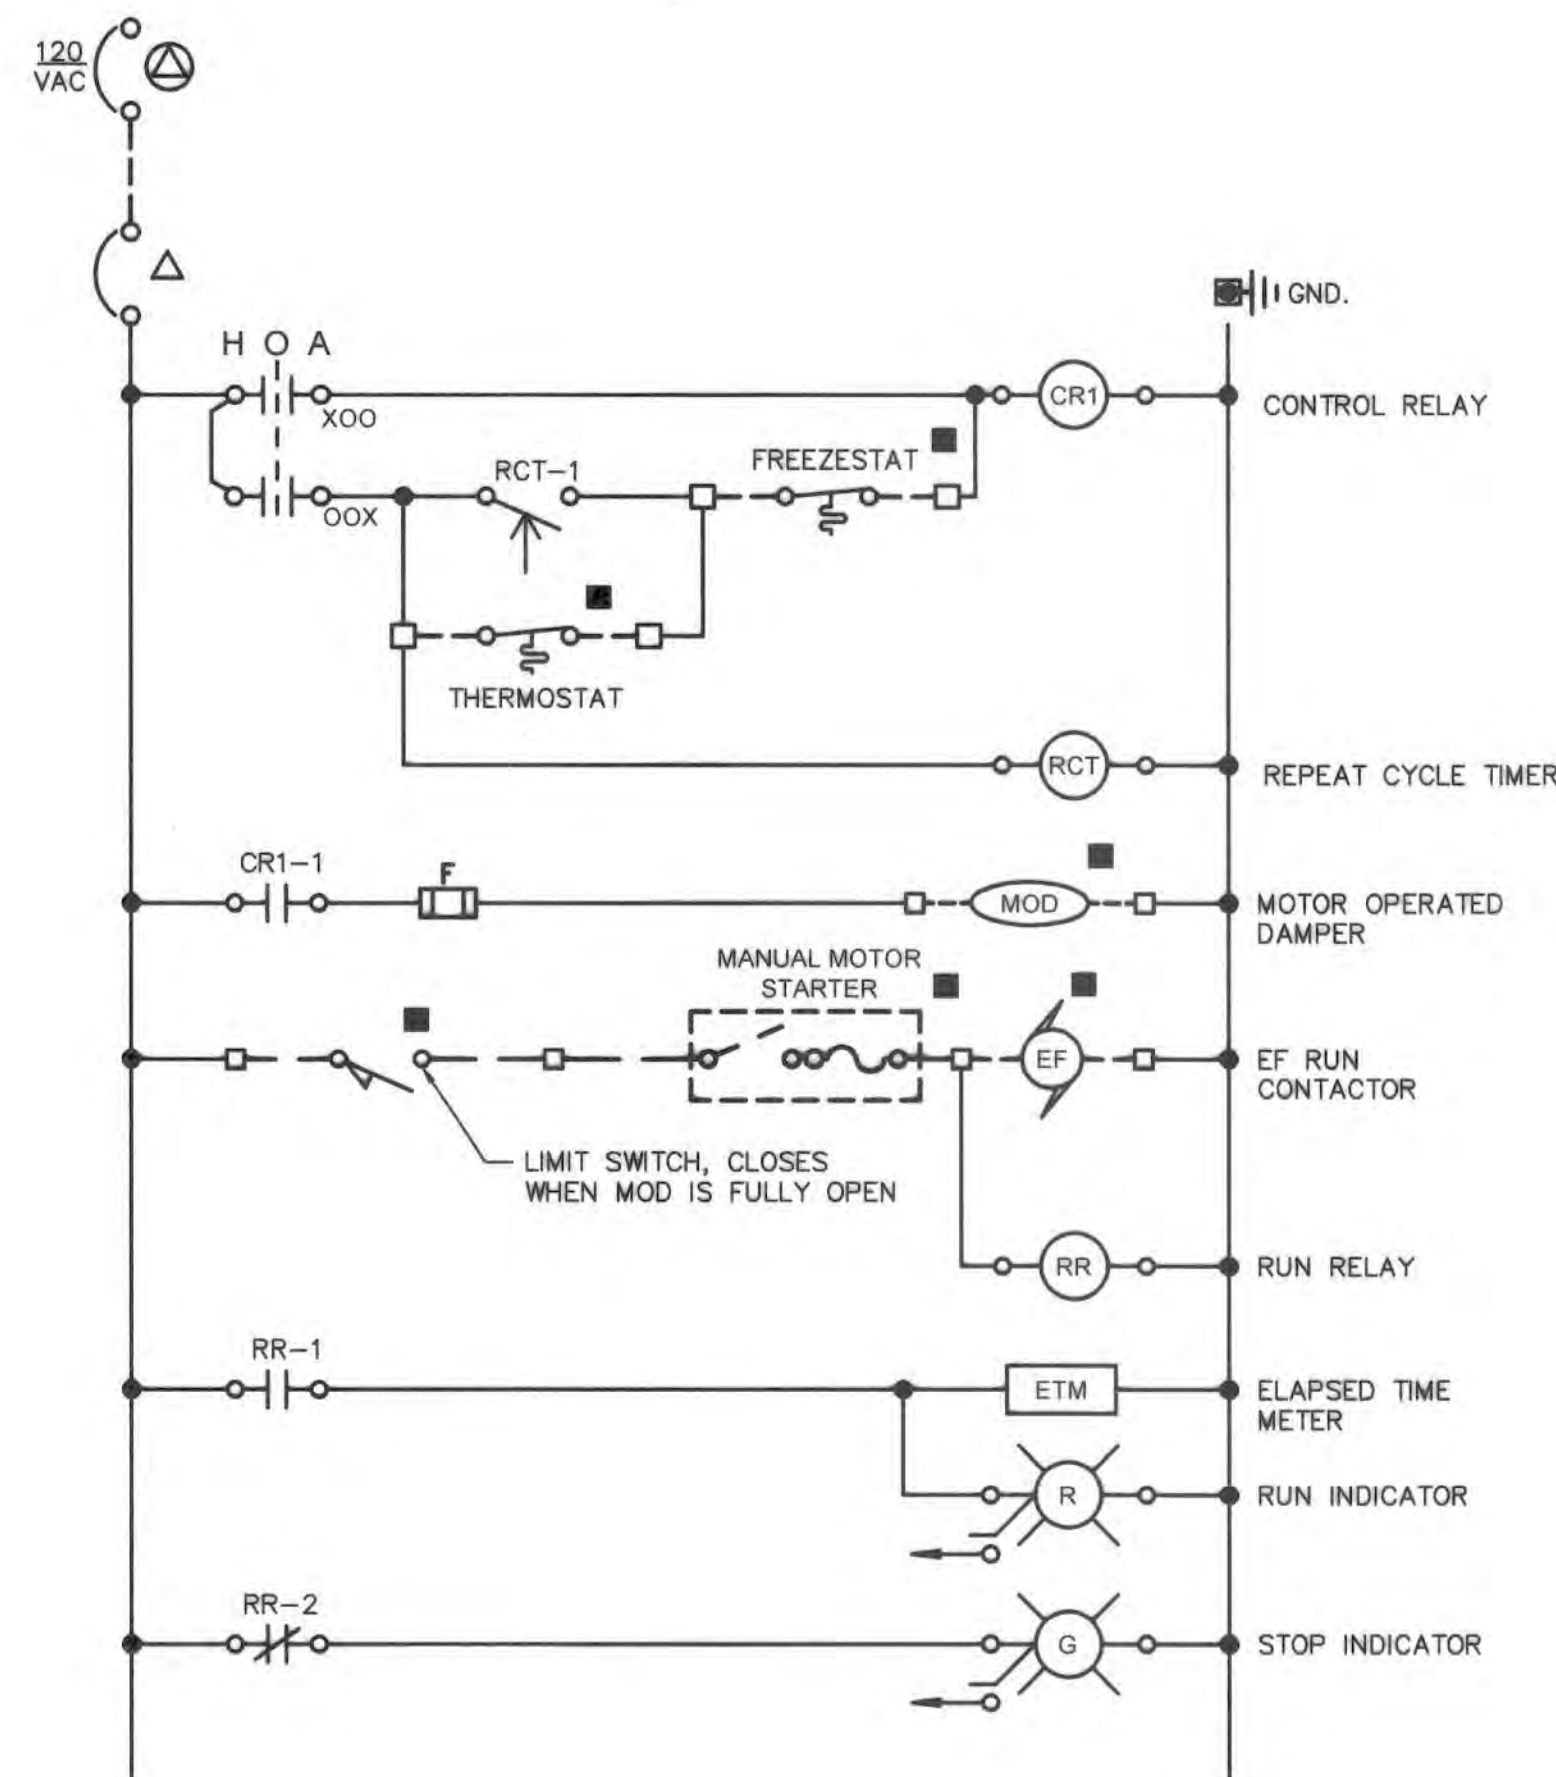 120
VAC
GND.
H O A
XOO
CR1
CONTROL RELAY
FREEZESTAT
RCT-1
OOX
THERMOSTAT
RCT
REPEAT CYCLE TIMER
CR1-1
F
MOD
MOTOR OPERATED
DAMPER
MANUAL MOTOR
STARTER
EF
EF RUN
CONTACTOR
LIMIT SWITCH, CLOSES
WHEN MOD IS FULLY OPEN
RR
RUN RELAY
RR-1
ETM
ELAPSED TIME
METER
R
RUN INDICATOR
RR-2
G
STOP INDICATOR